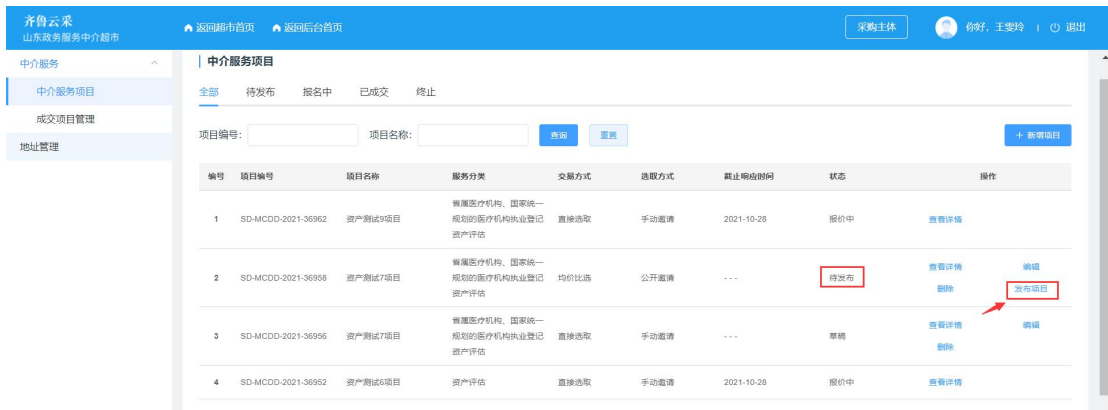 齐鲁云采
山东政务服务中介超市
返回超市首页 返回后台首页
采购主体
你好，王雯玲 | 退出
中介服务
中介服务项目
成交项目管理
地址管理
中介服务项目
全部 待发布 报名中 已成交 终止
项目编号： 项目名称： 查询 重置 + 新增项目
编号 项目编号 项目名称 服务分类 交易方式 选取方式 截止响应时间 状态 操作
省属医疗机构、国家统一
1 SD-MCDD-2021-36962 资产测试9项目 规划的医疗机构执业登记 直接选取 手动邀请 2021-10-28 报价中 查看详情
资产评估
省属医疗机构、国家统一
2 SD-MCDD-2021-36958 资产测试7项目 规划的医疗机构执业登记 均价比选 公开邀请 - - - 待发布 查看详情 编辑
资产评估 删除 发布项目
省属医疗机构、国家统一
3 SD-MCDD-2021-36956 资产测试7项目 规划的医疗机构执业登记 直接选取 手动邀请 - - - 草稿 查看详情 编辑
资产评估 删除
4 SD-MCDD-2021-36952 资产测试6项目 资产评估 直接选取 手动邀请 2021-10-28 报价中 查看详情